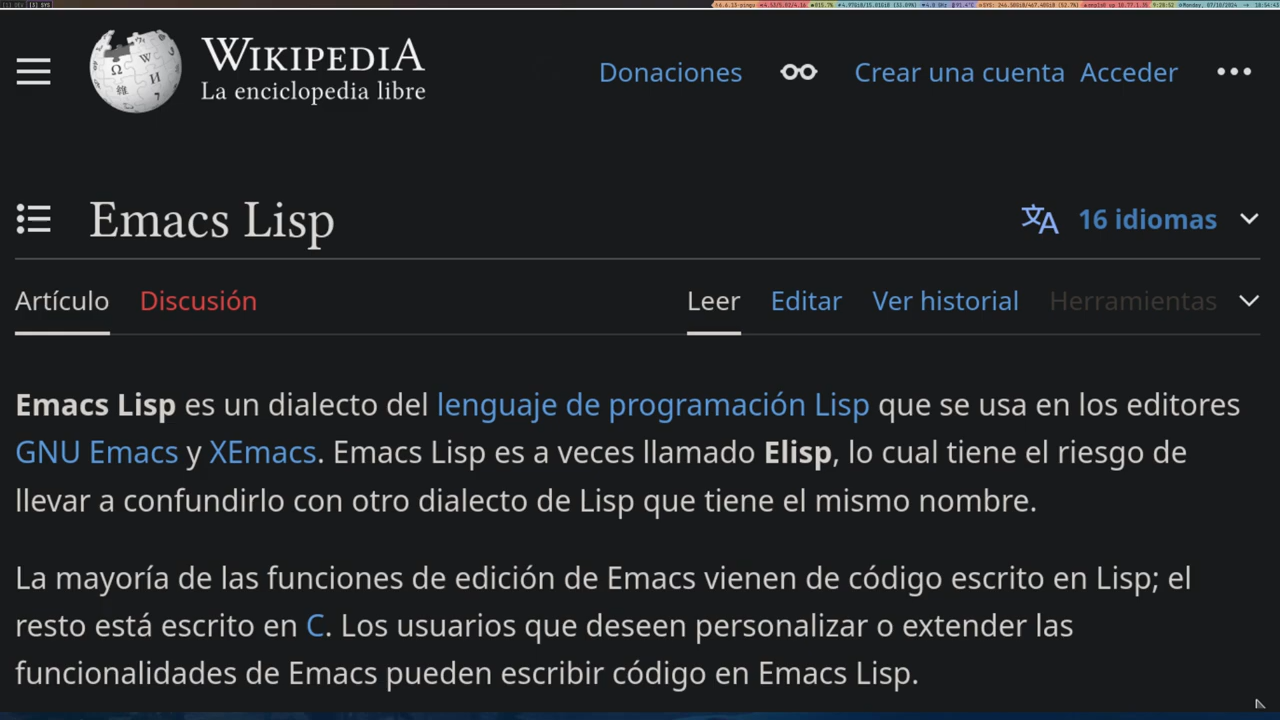 WIKIPEDIA
La enciclopedia libre
Donaciones Crear una cuenta Acceder
Emacs Lisp
16 idiomas
Artículo Discusión Leer Editar Ver historial Herramientas
Emacs Lisp es un dialecto del lenguaje de programación Lisp que se usa en los editores
GNU Emacs y XEmacs. Emacs Lisp es a veces llamado Elisp, lo cual tiene el riesgo de
llevar a confundirlo con otro dialecto de Lisp que tiene el mismo nombre.
La mayoría de las funciones de edición de Emacs vienen de código escrito en Lisp; el
resto está escrito en C. Los usuarios que deseen personalizar o extender las
funcionalidades de Emacs pueden escribir código en Emacs Lisp.